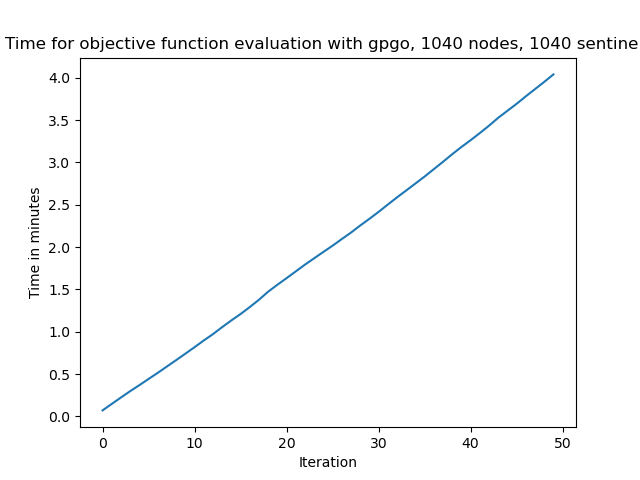 Time for objective function evaluation with gpgo, 1040 nodes, 1040 sentine
4.0
3.5
3.0
2.5
2.0
1.5
1.0
0.5
0.0
Time in minutes
0 10 20 30 40 50
Iteration